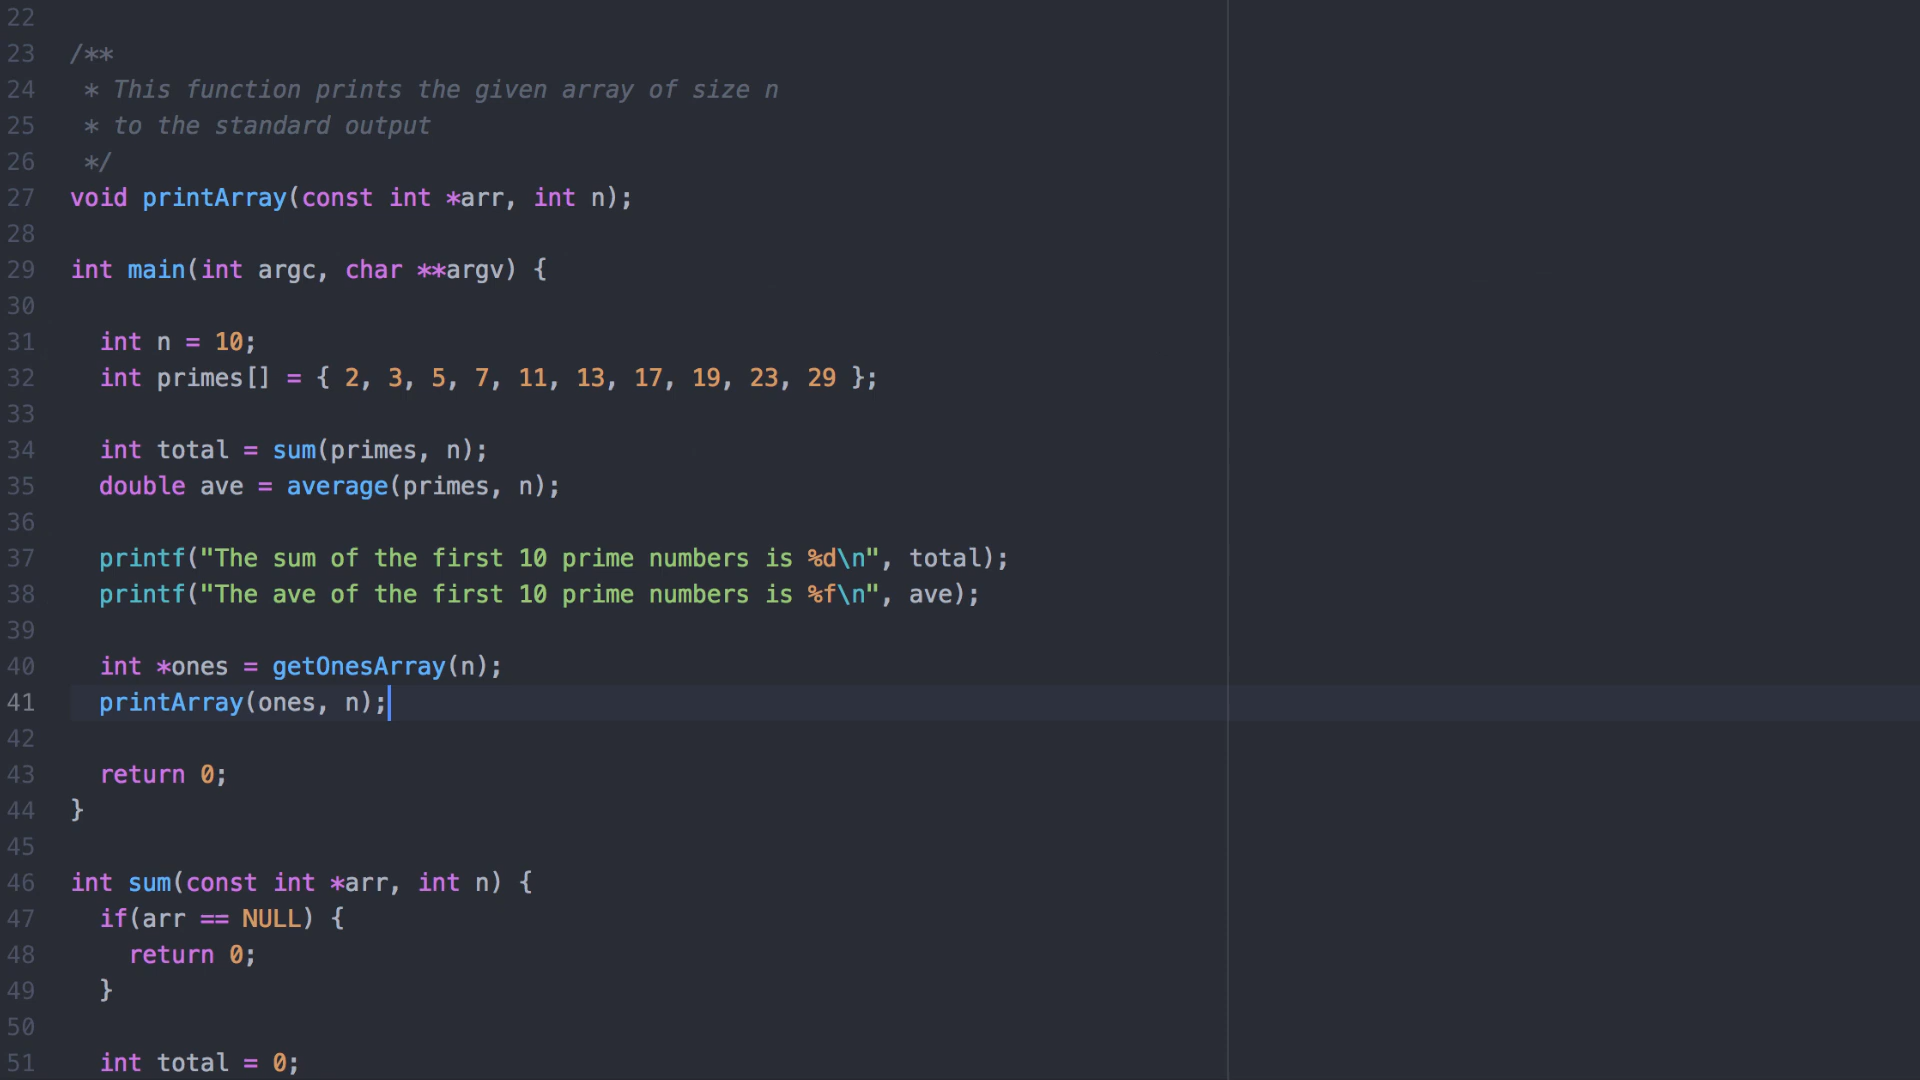 22
23 /**
24  * This function prints the given array of size n
25  * to the standard output
26  */
27 void printArray(const int *arr, int n);
28
29 int main(int argc, char **argv) {
30
31   int n = 10;
32   int primes[] = { 2, 3, 5, 7, 11, 13, 17, 19, 23, 29 };
33
34   int total = sum(primes, n);
35   double ave = average(primes, n);
36
37   printf("The sum of the first 10 prime numbers is %d\n", total);
38   printf("The ave of the first 10 prime numbers is %f\n", ave);
39
40   int *ones = getOnesArray(n);
41   printArray(ones, n);
42
43   return 0;
44 }
45
46 int sum(const int *arr, int n) {
47   if(arr == NULL) {
48     return 0;
49   }
50
51   int total = 0;